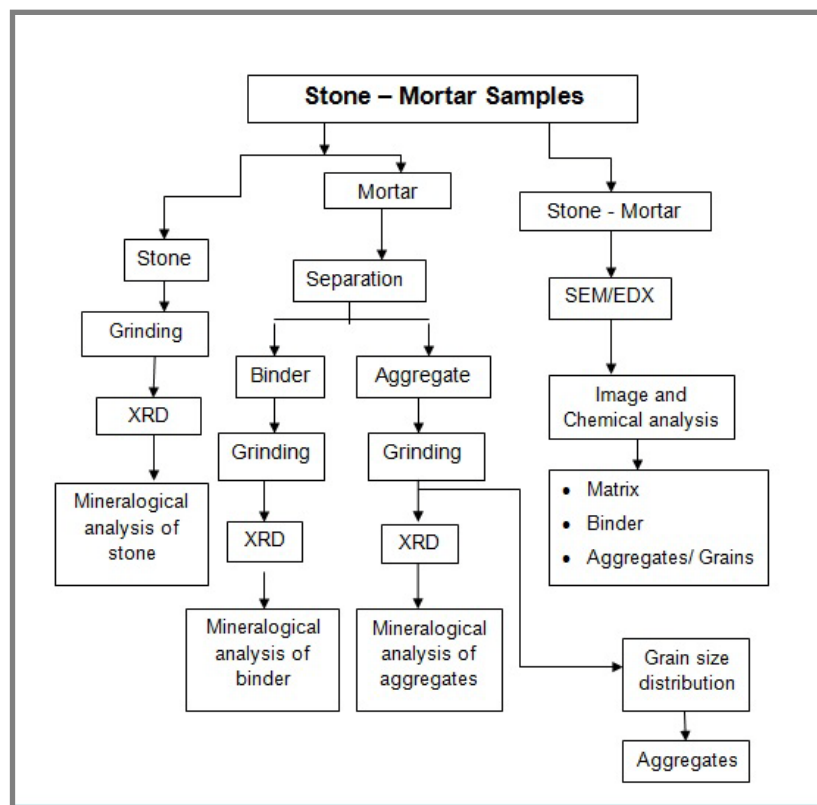 Stone – Mortar Samples
Mortar
Stone - Mortar
Stone
Separation
SEM/EDX
Grinding
Binder
Aggregate
Image and
Chemical analysis
XRD
Grinding
Grinding
Mineralogical
analysis of
stone
• Matrix
• Binder
• Aggregates/ Grains
XRD
XRD
Mineralogical
analysis of
binder
Mineralogical
analysis of
aggregates
Grain size
distribution
Aggregates